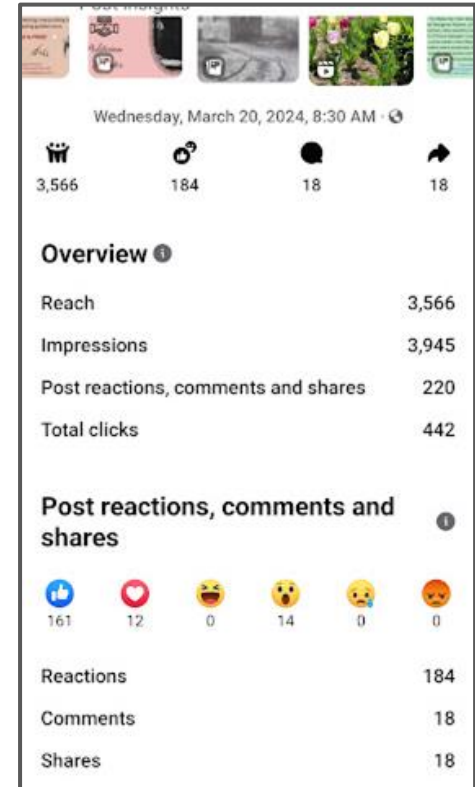 Post Insights
Wednesday, March 20, 2024, 8:30 AM ·
3,566 184 18 18
Overview
Reach 3,566
Impressions 3,945
Post reactions, comments and shares 220
Total clicks 442
Post reactions, comments and
shares
161 12 0 14 0 0
Reactions 184
Comments 18
Shares 18